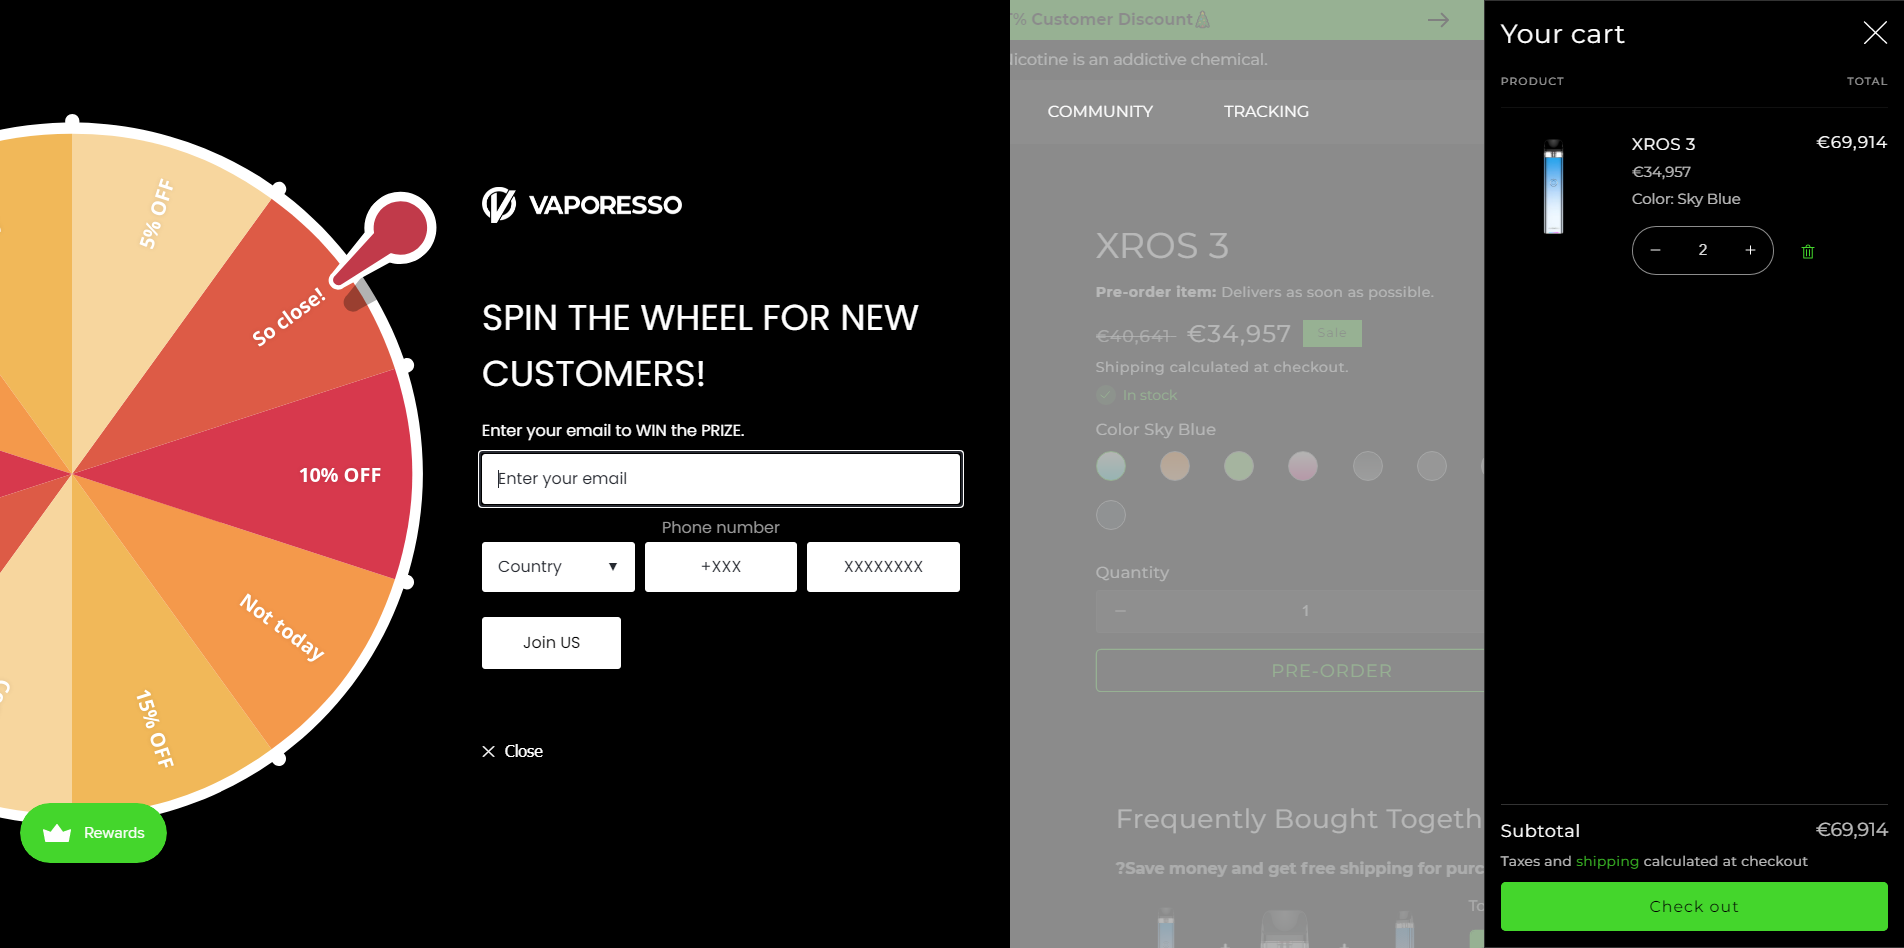 5% OFF
So close!
10% OFF
Not today
15% OFF
Rewards
VAPORESSO
SPIN THE WHEEL FOR NEW
CUSTOMERS!
Enter your email to WIN the PRIZE.
Enter your email
Phone number
Country
+XXX
XXXXXXXX
Join US
Close
% Customer Discount
is an addictive chemical.
COMMUNITY
TRACKING
XROS 3
Pre-order item: Delivers as soon as possible.
€40,641 €34,957 Sale
Shipping calculated at checkout.
In stock
Color Sky Blue
Quantity
− 1
PRE-ORDER
Frequently Bought Togeth
?Save money and get free shipping for purc
To
Your cart
PRODUCT TOTAL
XROS 3 €69,914
€34,957
Color: Sky Blue
− 2 +
Subtotal €69,914
Taxes and shipping calculated at checkout
Check out